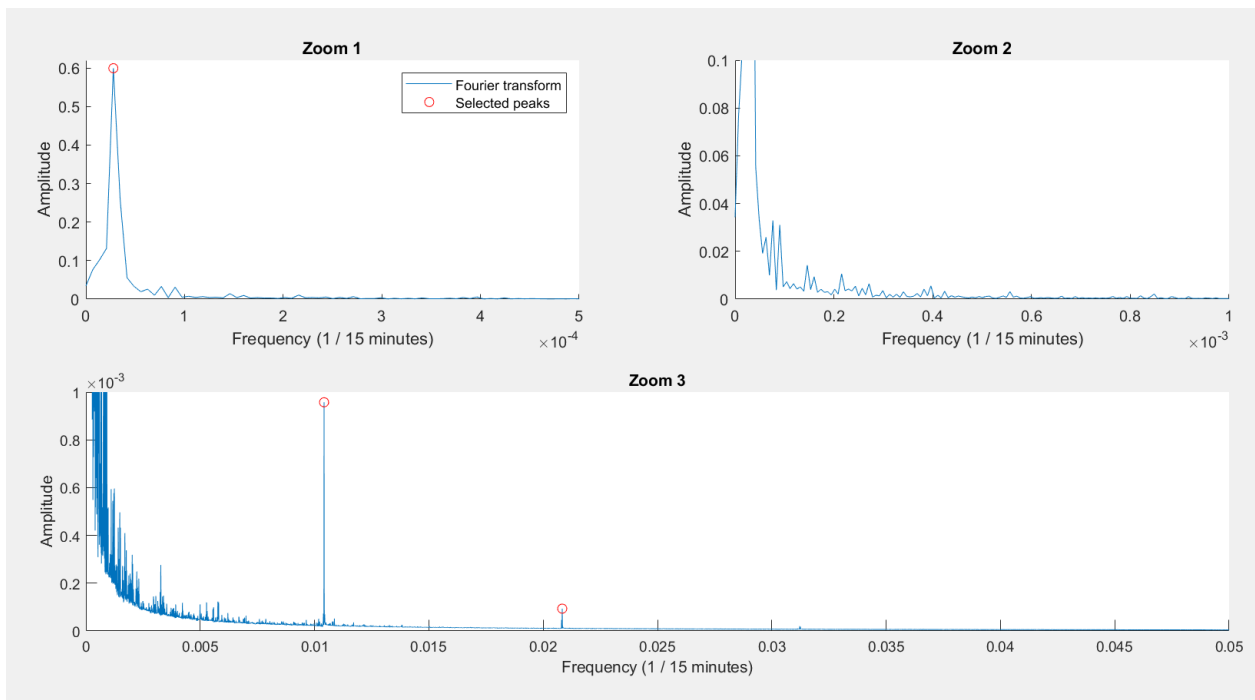 Zoom 1
0.6
0.5
0.4
0.3
0.2
0.1
0
Amplitude
Fourier transform
Selected peaks
0 1 2 3 4 5
Frequency (1 / 15 minutes)
×10-4
Zoom 2
0.1
0.08
0.06
0.04
0.02
0
Amplitude
0 0.2 0.4 0.6 0.8 1
Frequency (1 / 15 minutes)
×10-3
Zoom 3
×10-3
1
0.8
0.6
0.4
0.2
0
Amplitude
0 0.005 0.01 0.015 0.02 0.025 0.03 0.035 0.04 0.045 0.05
Frequency (1 / 15 minutes)